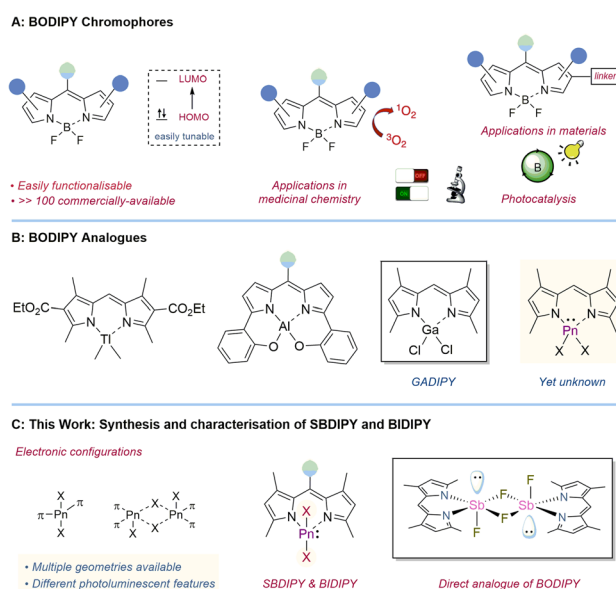 A: BODIPY Chromophores
LUMO
HOMO
easily tunable
N
N
B
F
F
N
N
B
F
F
¹O₂
³O₂
N
N
B
F
F
linker
• Easily functionalisable
• >> 100 commercially-available
Applications in
medicinal chemistry
OFF
ON
Applications in materials
B
Photocatalysis
B: BODIPY Analogues
EtO₂C
CO₂Et
N
N
Tl
N
N
Al
O
O
N
N
Ga
Cl
Cl
GADIPY
N
N
Pn
X
X
Yet unknown
C: This Work: Synthesis and characterisation of SBDIPY and BIDIPY
Electronic configurations
X
π
Pn
π
X
π
X
X
π
Pn
Pn
π
X
X
π
• Multiple geometries available
• Different photoluminescent features
X
N
N
Pn
X
SBDIPY & BIDIPY
F
N
N
Sb
F
Sb
N
N
F
F
Direct analogue of BODIPY